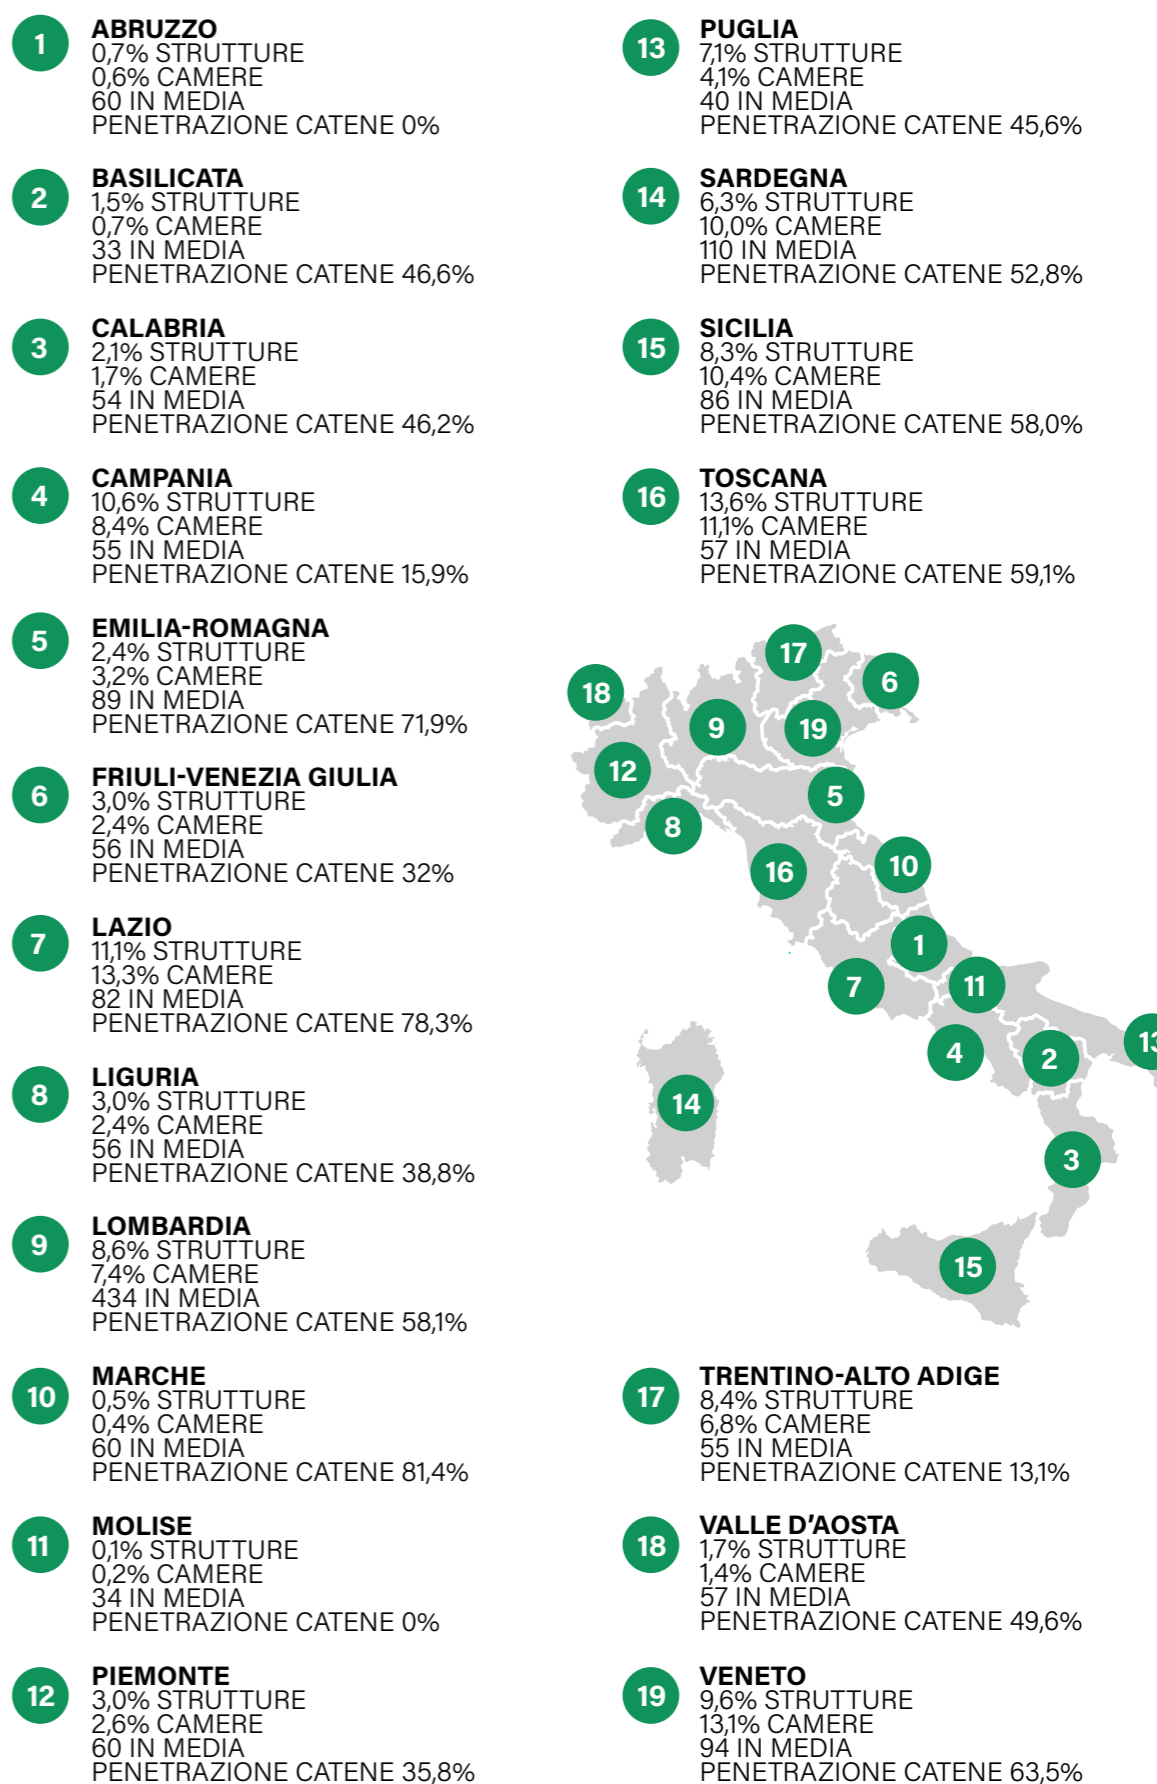 1
ABRUZZO
0,7% STRUTTURE
0,6% CAMERE
60 IN MEDIA
PENETRAZIONE CATENE 0%
2
BASILICATA
1,5% STRUTTURE
0,7% CAMERE
33 IN MEDIA
PENETRAZIONE CATENE 46,6%
3
CALABRIA
2,1% STRUTTURE
1,7% CAMERE
54 IN MEDIA
PENETRAZIONE CATENE 46,2%
4
CAMPANIA
10,6% STRUTTURE
8,4% CAMERE
55 IN MEDIA
PENETRAZIONE CATENE 15,9%
5
EMILIA-ROMAGNA
2,4% STRUTTURE
3,2% CAMERE
89 IN MEDIA
PENETRAZIONE CATENE 71,9%
6
FRIULI-VENEZIA GIULIA
3,0% STRUTTURE
2,4% CAMERE
56 IN MEDIA
PENETRAZIONE CATENE 32%
7
LAZIO
11,1% STRUTTURE
13,3% CAMERE
82 IN MEDIA
PENETRAZIONE CATENE 78,3%
8
LIGURIA
3,0% STRUTTURE
2,4% CAMERE
56 IN MEDIA
PENETRAZIONE CATENE 38,8%
9
LOMBARDIA
8,6% STRUTTURE
7,4% CAMERE
434 IN MEDIA
PENETRAZIONE CATENE 58,1%
10
MARCHE
0,5% STRUTTURE
0,4% CAMERE
60 IN MEDIA
PENETRAZIONE CATENE 81,4%
11
MOLISE
0,1% STRUTTURE
0,2% CAMERE
34 IN MEDIA
PENETRAZIONE CATENE 0%
12
PIEMONTE
3,0% STRUTTURE
2,6% CAMERE
60 IN MEDIA
PENETRAZIONE CATENE 35,8%
13
PUGLIA
7,1% STRUTTURE
4,1% CAMERE
40 IN MEDIA
PENETRAZIONE CATENE 45,6%
14
SARDEGNA
6,3% STRUTTURE
10,0% CAMERE
110 IN MEDIA
PENETRAZIONE CATENE 52,8%
15
SICILIA
8,3% STRUTTURE
10,4% CAMERE
86 IN MEDIA
PENETRAZIONE CATENE 58,0%
16
TOSCANA
13,6% STRUTTURE
11,1% CAMERE
57 IN MEDIA
PENETRAZIONE CATENE 59,1%
17
6
18
9
19
12
5
8
16
10
1
7
11
13
4
2
14
3
15
17
TRENTINO-ALTO ADIGE
8,4% STRUTTURE
6,8% CAMERE
55 IN MEDIA
PENETRAZIONE CATENE 13,1%
18
VALLE D'AOSTA
1,7% STRUTTURE
1,4% CAMERE
57 IN MEDIA
PENETRAZIONE CATENE 49,6%
19
VENETO
9,6% STRUTTURE
13,1% CAMERE
94 IN MEDIA
PENETRAZIONE CATENE 63,5%